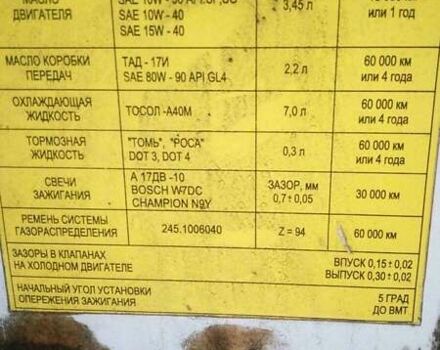 МАСЛО
ДВИГАТЕЛЯ
SAE 10W - 40
SAE 15W - 40
3,45 л
или 1 год
МАСЛО КОРОБКИ
ПЕРЕДАЧ
ТАД - 17И
SAE 80W - 90 API GL4
2,2 л
60 000 км
или 4 года
ОХЛАЖДАЮЩАЯ
ЖИДКОСТЬ
ТОСОЛ -А40М
7,0 л
60 000 км
или 4 года
ТОРМОЗНАЯ
ЖИДКОСТЬ
"ТОМЬ", "РОСА"
DOT 3, DOT 4
0,3 л
60 000 км
или 4 года
СВЕЧИ
ЗАЖИГАНИЯ
А 17ДВ -10
BOSCH W7DC
CHAMPION N9Y
ЗАЗОР, мм
0,7 ± 0,05
30 000 км
РЕМЕНЬ СИСТЕМЫ
ГАЗОРАСПРЕДЕЛЕНИЯ
245.1006040
Z = 94
60 000 км
ЗАЗОРЫ В КЛАПАНАХ
НА ХОЛОДНОМ ДВИГАТЕЛЕ
ВПУСК 0,15 ± 0,02
ВЫПУСК 0,30 ± 0,02
НАЧАЛЬНЫЙ УГОЛ УСТАНОВКИ
ОПЕРЕЖЕНИЯ ЗАЖИГАНИЯ
5 ГРАД
ДО ВМТ